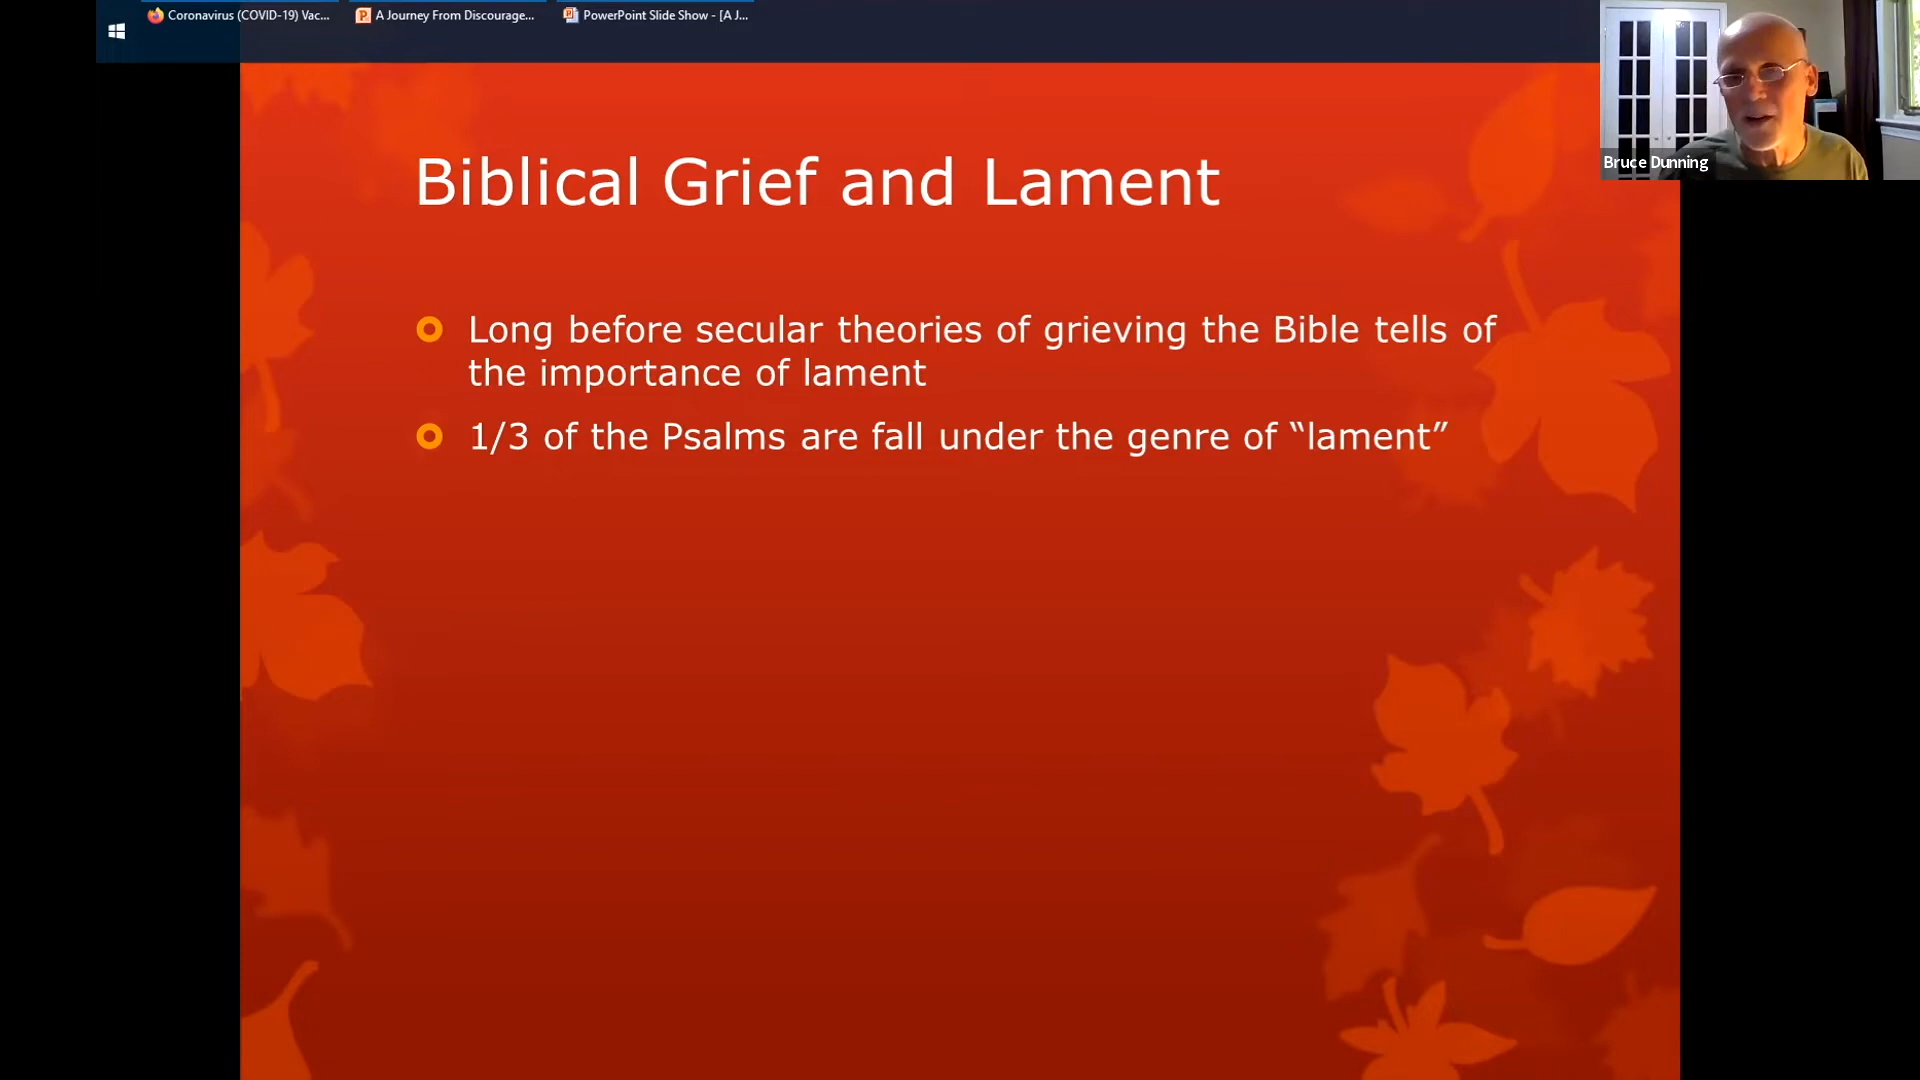 Coronavirus (COVID-19) Vac...
A Journey From Discourage...
PowerPoint Slide Show - [A J...
Bruce Dunning
Biblical Grief and Lament
Long before secular theories of grieving the Bible tells of
the importance of lament
1/3 of the Psalms are fall under the genre of “lament”